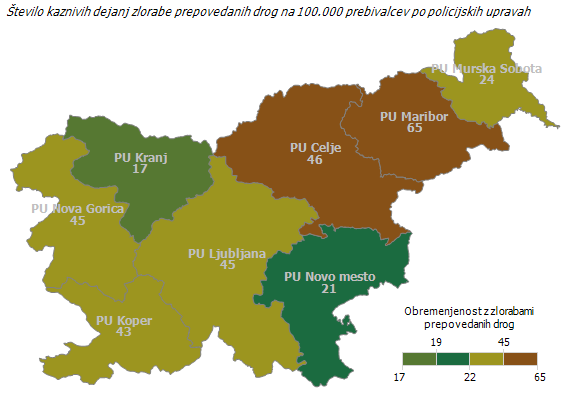 Število kaznivih dejanj zlorabe prepovedanih drog na 100.000 prebivalcev po policijskih upravah
PU Murska Sobota
24
PU Maribor
65
PU Celje
46
PU Kranj
17
PU Nova Gorica
45
PU Ljubljana
45
PU Novo mesto
21
PU Koper
43
Obremenjenost z zlorabami
prepovedanih drog
19 45
17 22 65